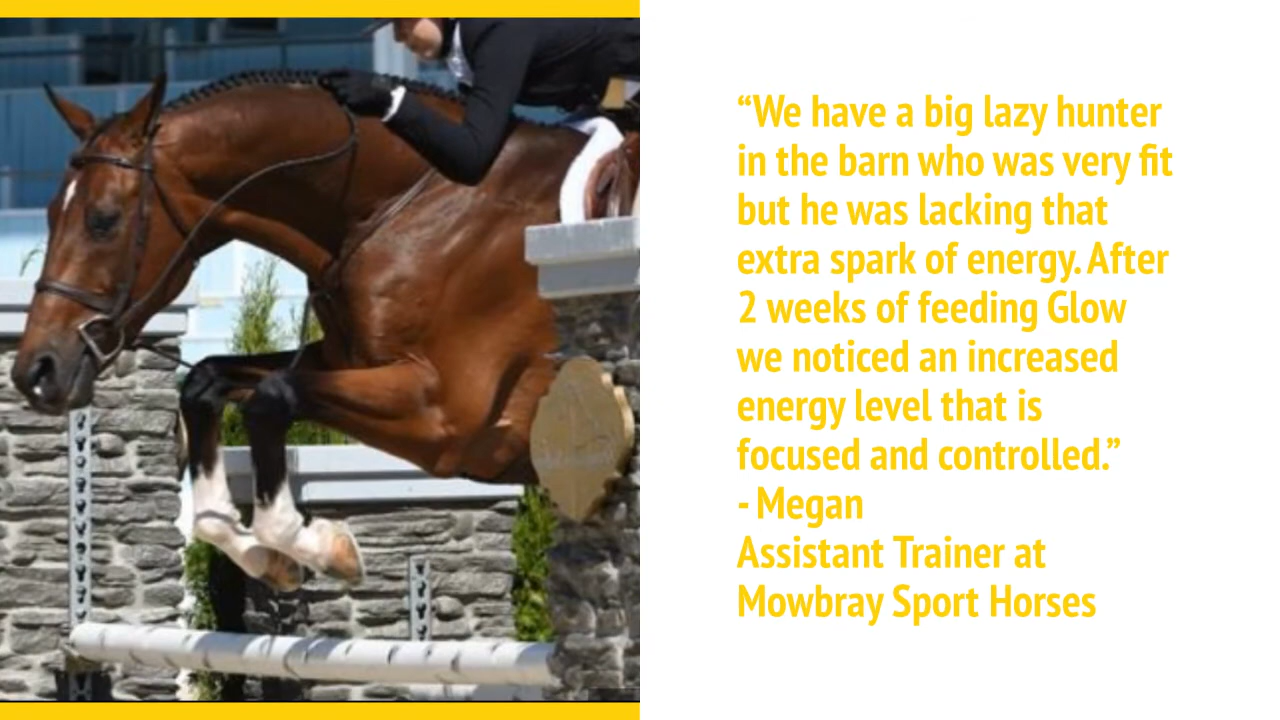 “We have a big lazy hunter
in the barn who was very fit
but he was lacking that
extra spark of energy. After
2 weeks of feeding Glow
we noticed an increased
energy level that is
focused and controlled.”
- Megan
Assistant Trainer at
Mowbray Sport Horses